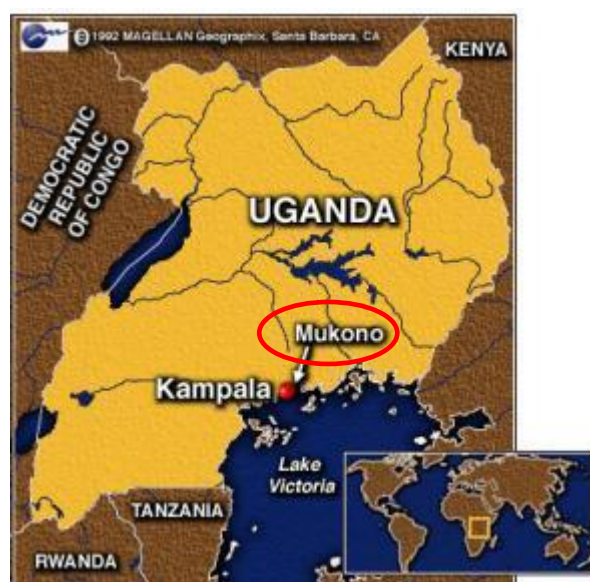 © 1992 MAGELLAN Geographix, Santa Barbara, CA
KENYA
DEMOCRATIC
REPUBLIC
OF CONGO
UGANDA
Mukono
Kampala
Lake
Victoria
TANZANIA
RWANDA